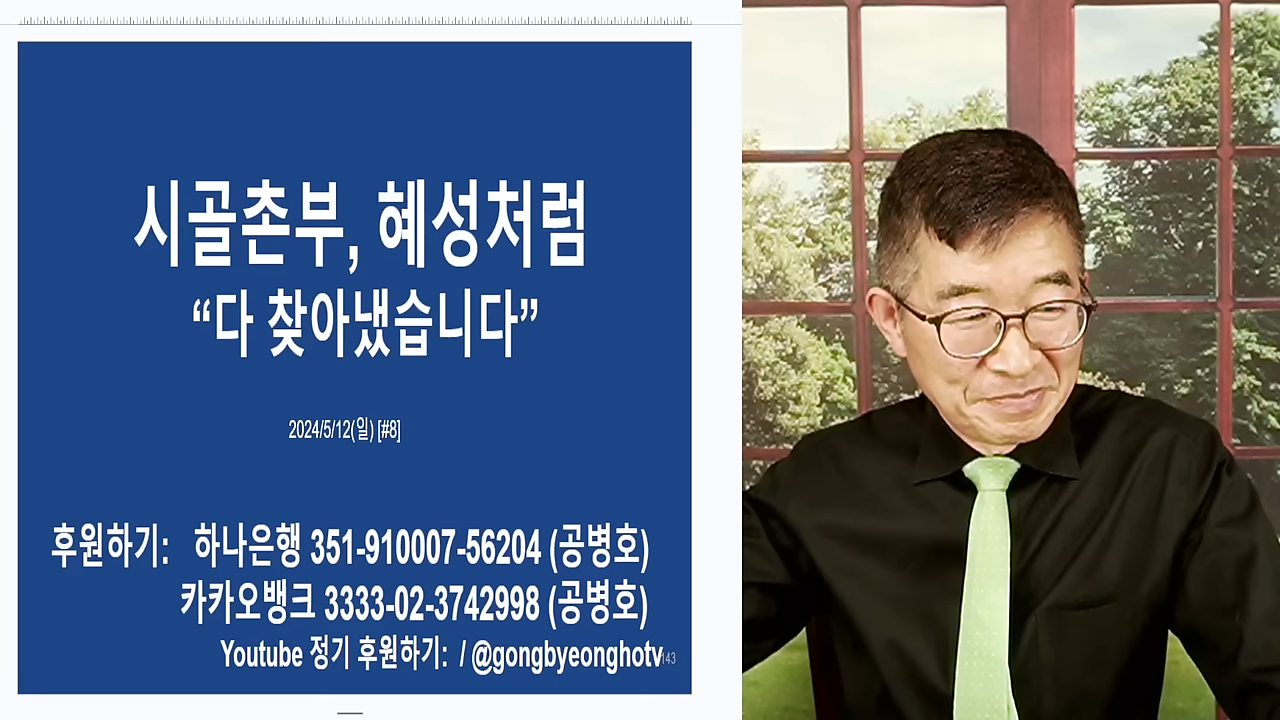 시골촌부, 혜성처럼
“다 찾아냈습니다”
2024/5/12(일) [#8]
후원하기: 하나은행 351-910007-56204 (공병호)
카카오뱅크 3333-02-3742998 (공병호)
Youtube 정기 후원하기: / @gongbyeonghotv
143